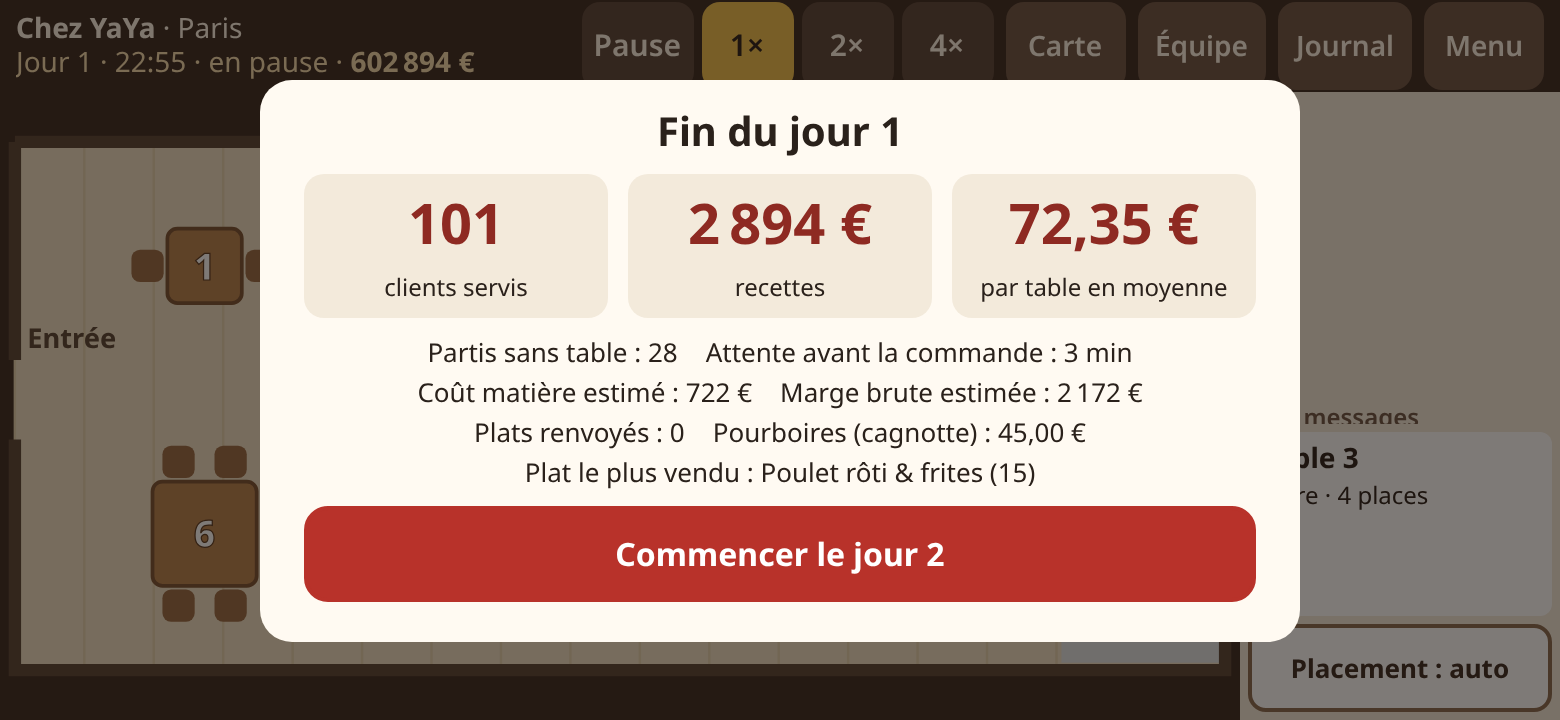 Chez YaYa · Paris
Jour 1 · 22:55 · en pause · 602 894 €
Pause
1×
2×
4×
Carte
Équipe
Journal
Menu
Fin du jour 1
101
clients servis
2 894 €
recettes
72,35 €
par table en moyenne
Partis sans table : 28 Attente avant la commande : 3 min
Coût matière estimé : 722 € Marge brute estimée : 2 172 €
Plats renvoyés : 0 Pourboires (cagnotte) : 45,00 €
Plat le plus vendu : Poulet rôti & frites (15)
Commencer le jour 2
1
Entrée
6
messages
3
· 4 places
Placement : auto